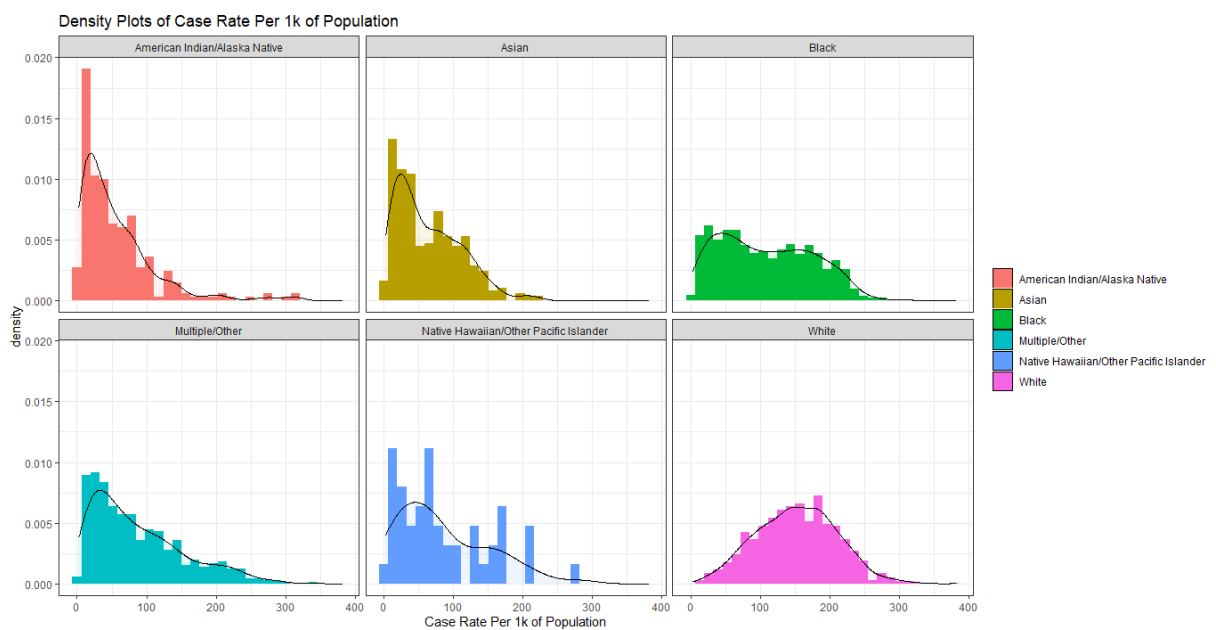 Density Plots of Case Rate Per 1k of Population
American Indian/Alaska Native
Asian
Black
0.020
0.015
0.010
0.005
0.000
density
Multiple/Other
Native Hawaiian/Other Pacific Islander
White
0.020
0.015
0.010
0.005
0.000
0 100 200 300 400
0 100 200 300 400
0 100 200 300 400
Case Rate Per 1k of Population
American Indian/Alaska Native
Asian
Black
Multiple/Other
Native Hawaiian/Other Pacific Islander
White